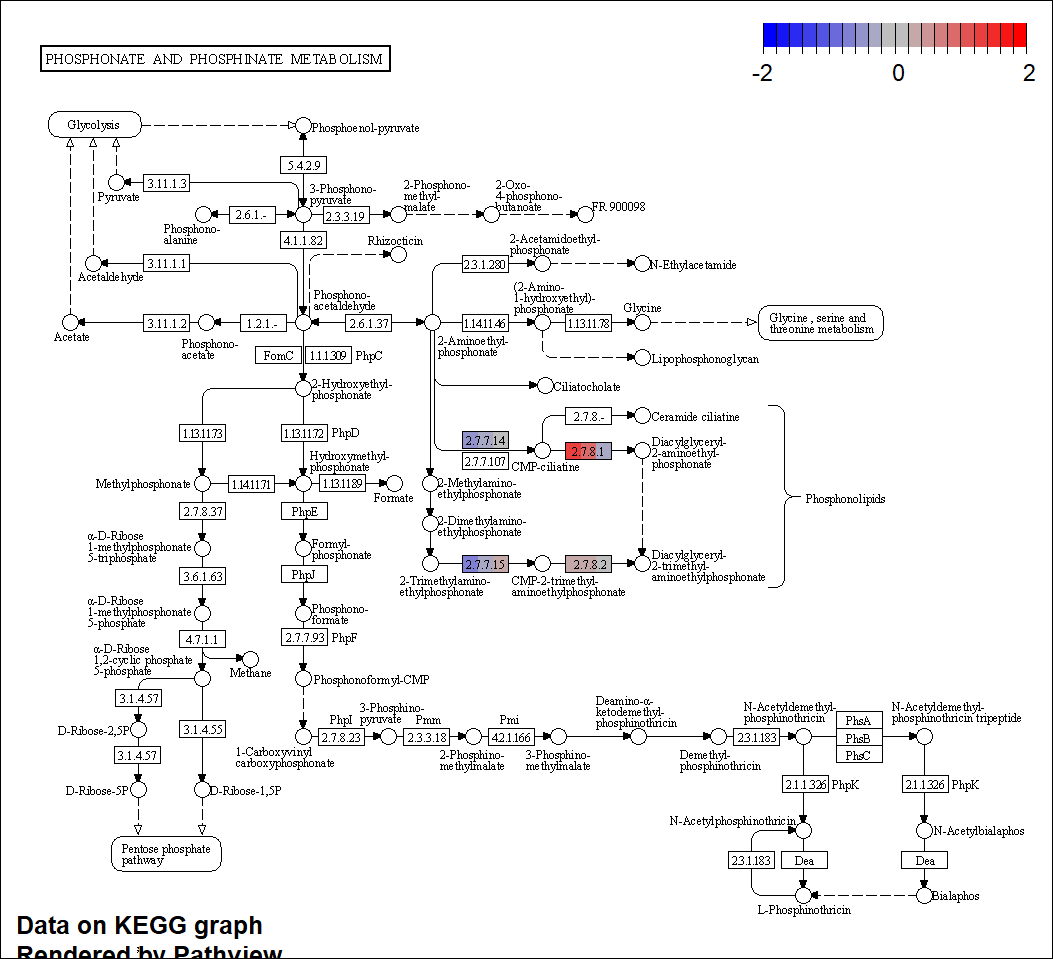 PHOSPHONATE AND PHOSPHINATE METABOLISM
-2
0
2
Glycolysis
Phosphoenol-pyruvate
5.4.2.9
3.11.1.3
Pyruvate
3-Phosphono-
pyruvate
2-Phosphono-
methyl-
malate
2-Oxo-
4-phosphono-
butanoate
FR 900098
2.6.1.-
2.3.3.19
Phosphono-
alanine
4.1.1.82
Rhizocticin
2-Acetamidoethyl-
phosphonate
3.11.1.1
Acetaldehyde
2.3.1.280
N-Ethylacetamide
Phosphono-
acetaldehyde
(2-Amino-
1-hydroxyethyl)-
phosphonate
Glycine
3.11.1.2
1.2.1.-
2.6.1.37
1.14.11.46
1.13.11.78
Glycine , serine and
threonine metabolism
Acetate
Phosphono-
acetate
2-Aminoethyl-
phosphonate
FomC
1.1.1.309
PhpC
Lipophosphonoglycan
2-Hydroxyethyl-
phosphonate
Ciliatocholate
2.7.8.-
Ceramide ciliatine
1.13.11.73
1.13.11.72
PhpD
2.7.7.14
2.7.7.107
2.7.8.1
CMP-ciliatine
Diacylglyceryl-
2-aminoethyl-
phosphonate
Hydroxymethyl-
phosphonate
Methylphosphonate
1.14.11.71
1.13.11.89
Formate
2-Methylamino-
ethylphosphonate
Phosphonolipids
2.7.8.37
PhpE
2-Dimethylamino-
ethylphosphonate
α-D-Ribose
1-methylphosphonate
5-triphosphate
Formyl-
phosphonate
2.7.7.15
2.7.8.2
Diacylglyceryl-
2-trimethyl-
aminoethylphosphonate
3.6.1.63
PhpJ
2-Trimethylamino-
ethylphosphonate
CMP-2-trimethyl-
aminoethylphosphonate
α-D-Ribose
1-methylphosphonate
5-phosphate
Phosphono-
formate
4.7.1.1
2.7.7.93
PhpF
α-D-Ribose
1,2-cyclic phosphate
5-phosphate
Methane
Phosphonoformyl-CMP
3.1.4.57
D-Ribose-2,5P
3.1.4.55
3.1.4.57
D-Ribose-5P
D-Ribose-1,5P
Pentose phosphate
pathway
PhpI
3-Phosphino-
pyruvate
Pmm
Pmi
Deamino-α-
ketodemethyl-
phosphinothricin
N-Acetyldemethyl-
phosphinothricin
PhsA
PhsB
PhsC
N-Acetyldemethyl-
phosphinothricin tripeptide
2.7.8.23
2.3.3.18
4.2.1.166
2.3.1.183
1-Carboxyvinyl
carboxyphosphonate
2-Phosphino-
methylmalate
3-Phosphino-
methylmalate
Demethyl-
phosphinothricin
2.1.1.326
PhpK
2.1.1.326
PhpK
N-Acetylphosphinothricin
N-Acetylbialaphos
2.3.1.183
Dea
Dea
L-Phosphinothricin
Bialaphos
Data on KEGG graph
Rendered by Pathview